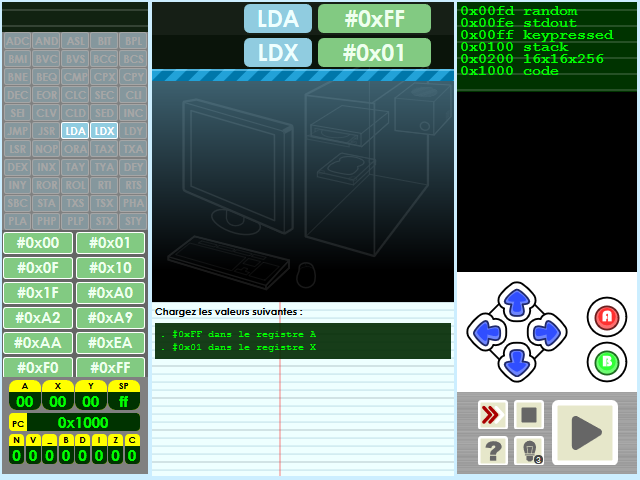 LDA #0xFF
LDX #0x01
0x00fd random
0x00fe stdout
0x00ff keypressed
0x0100 stack
0x0200 16x16x256
0x1000 code
ADC AND ASL BIT BPL
BMI BVC BVS BCC BCS
BNE BEQ CMP CPX CPY
DEC EOR CLC SEC CLI
SEI CLV CLD SED INC
JMP JSR LDA LDX LDY
LSR NOP ORA TAX TXA
DEX INX TAY TYA DEY
INY ROR ROL RTI RTS
SBC STA TXS TSX PHA
PLA PHP PLP STX STY
#0x00 #0x01
#0x0F #0x10
#0x1F #0xA0
#0xA2 #0xA9
#0xAA #0xEA
#0xF0 #0xFF
A X Y SP
00 00 00 ff
PC 0x1000
N V _ B D I Z C
0 0 0 0 0 0 0 0
Chargez les valeurs suivantes :
. #0xFF dans le registre A
. $0x01 dans le registre X
A
B
?
3